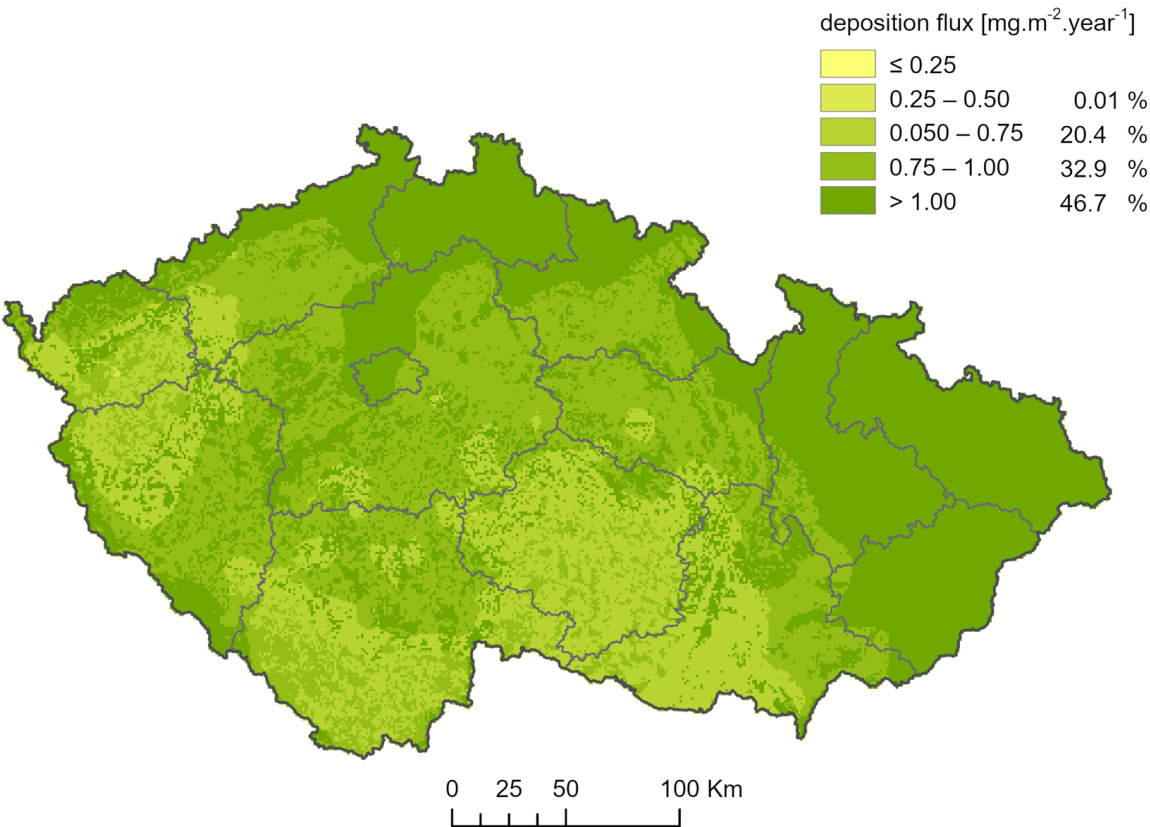 deposition flux [mg.m⁻².year⁻¹]
≤ 0.25
0.25 – 0.50 0.01 %
0.050 – 0.75 20.4 %
0.75 – 1.00 32.9 %
> 1.00 46.7 %
0 25 50 100 Km